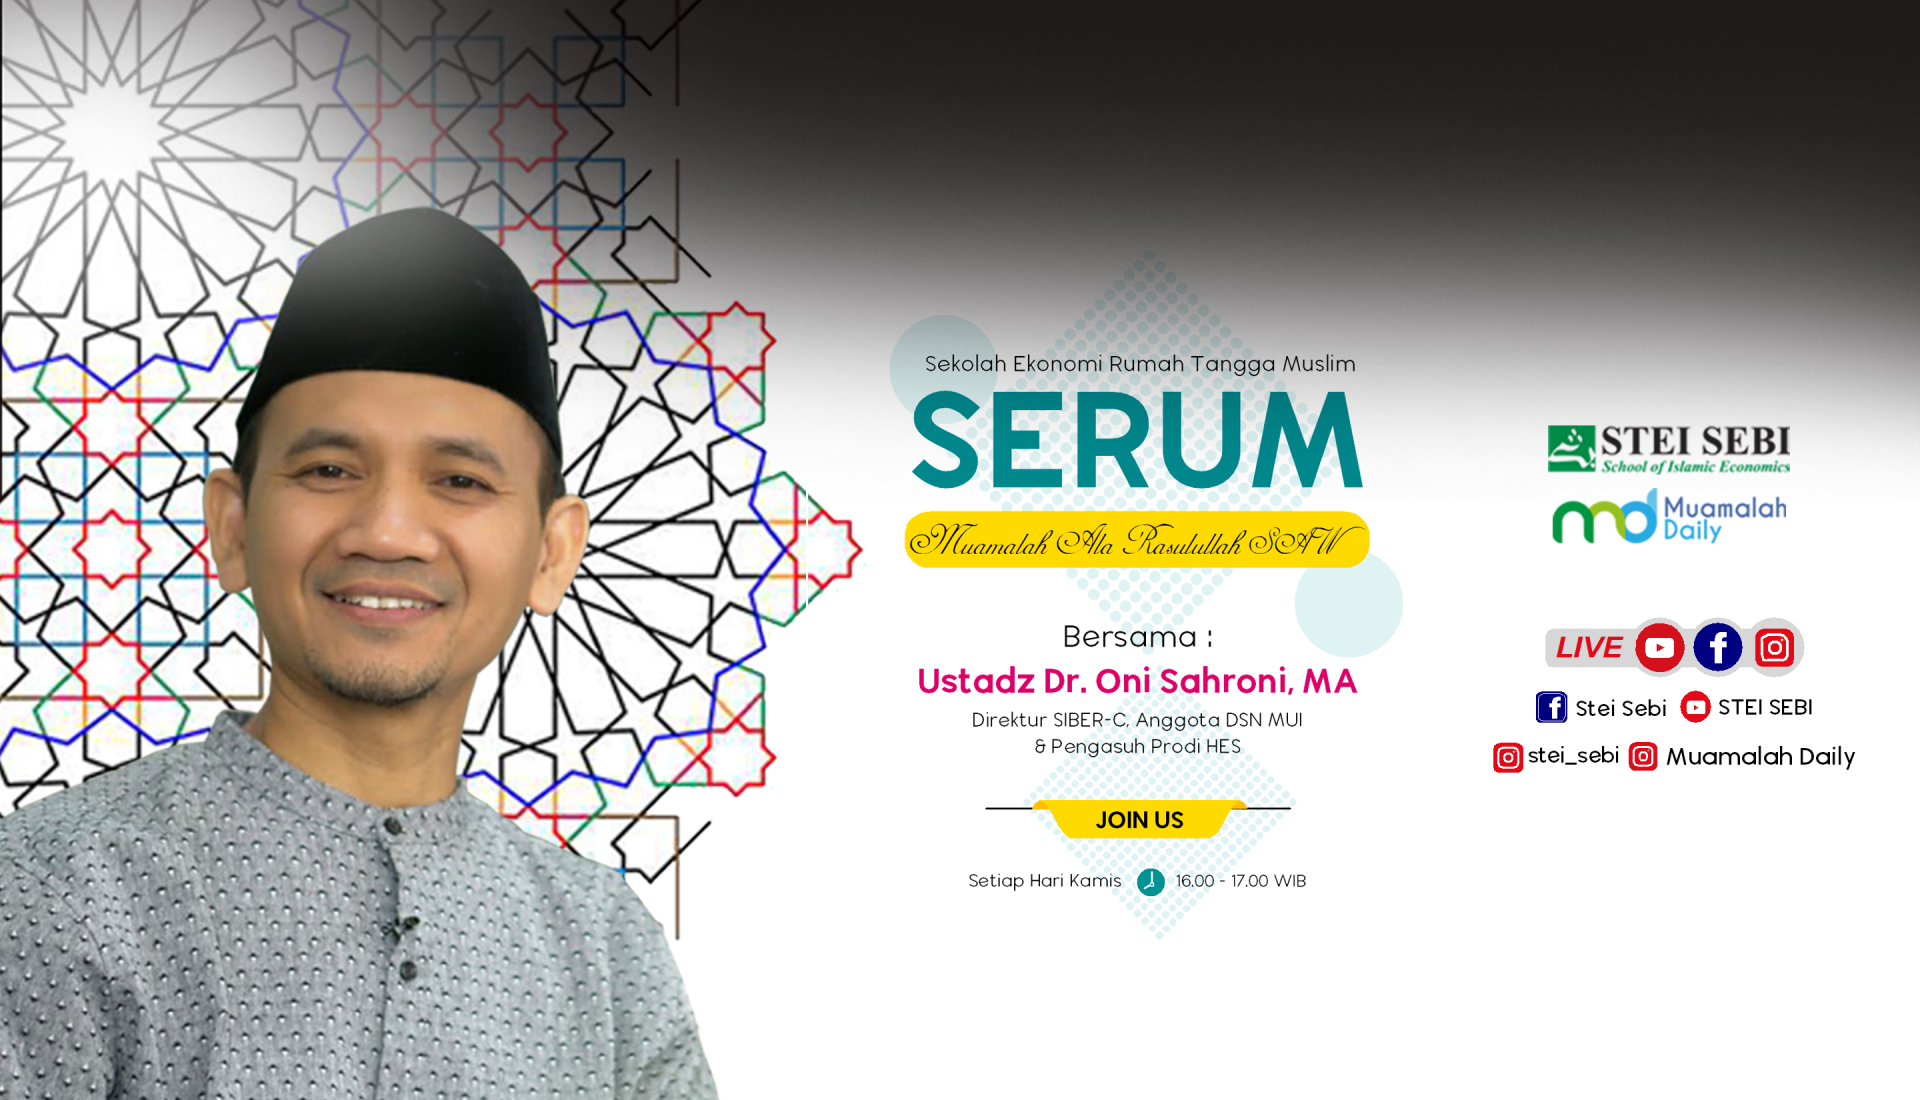 Sekolah Ekonomi Rumah Tangga Muslim
SERUM
Muamalah Ala Rasulullah SAW
Bersama :
Ustadz Dr. Oni Sahroni, MA
Direktur SIBER-C, Anggota DSN MUI
& Pengasuh Prodi HES
JOIN US
Setiap Hari Kamis 16.00 - 17.00 WIB
STEI SEBI
School of Islamic Economics
md Muamalah
Daily
LIVE
Stei Sebi STEI SEBI
stei_sebi Muamalah Daily